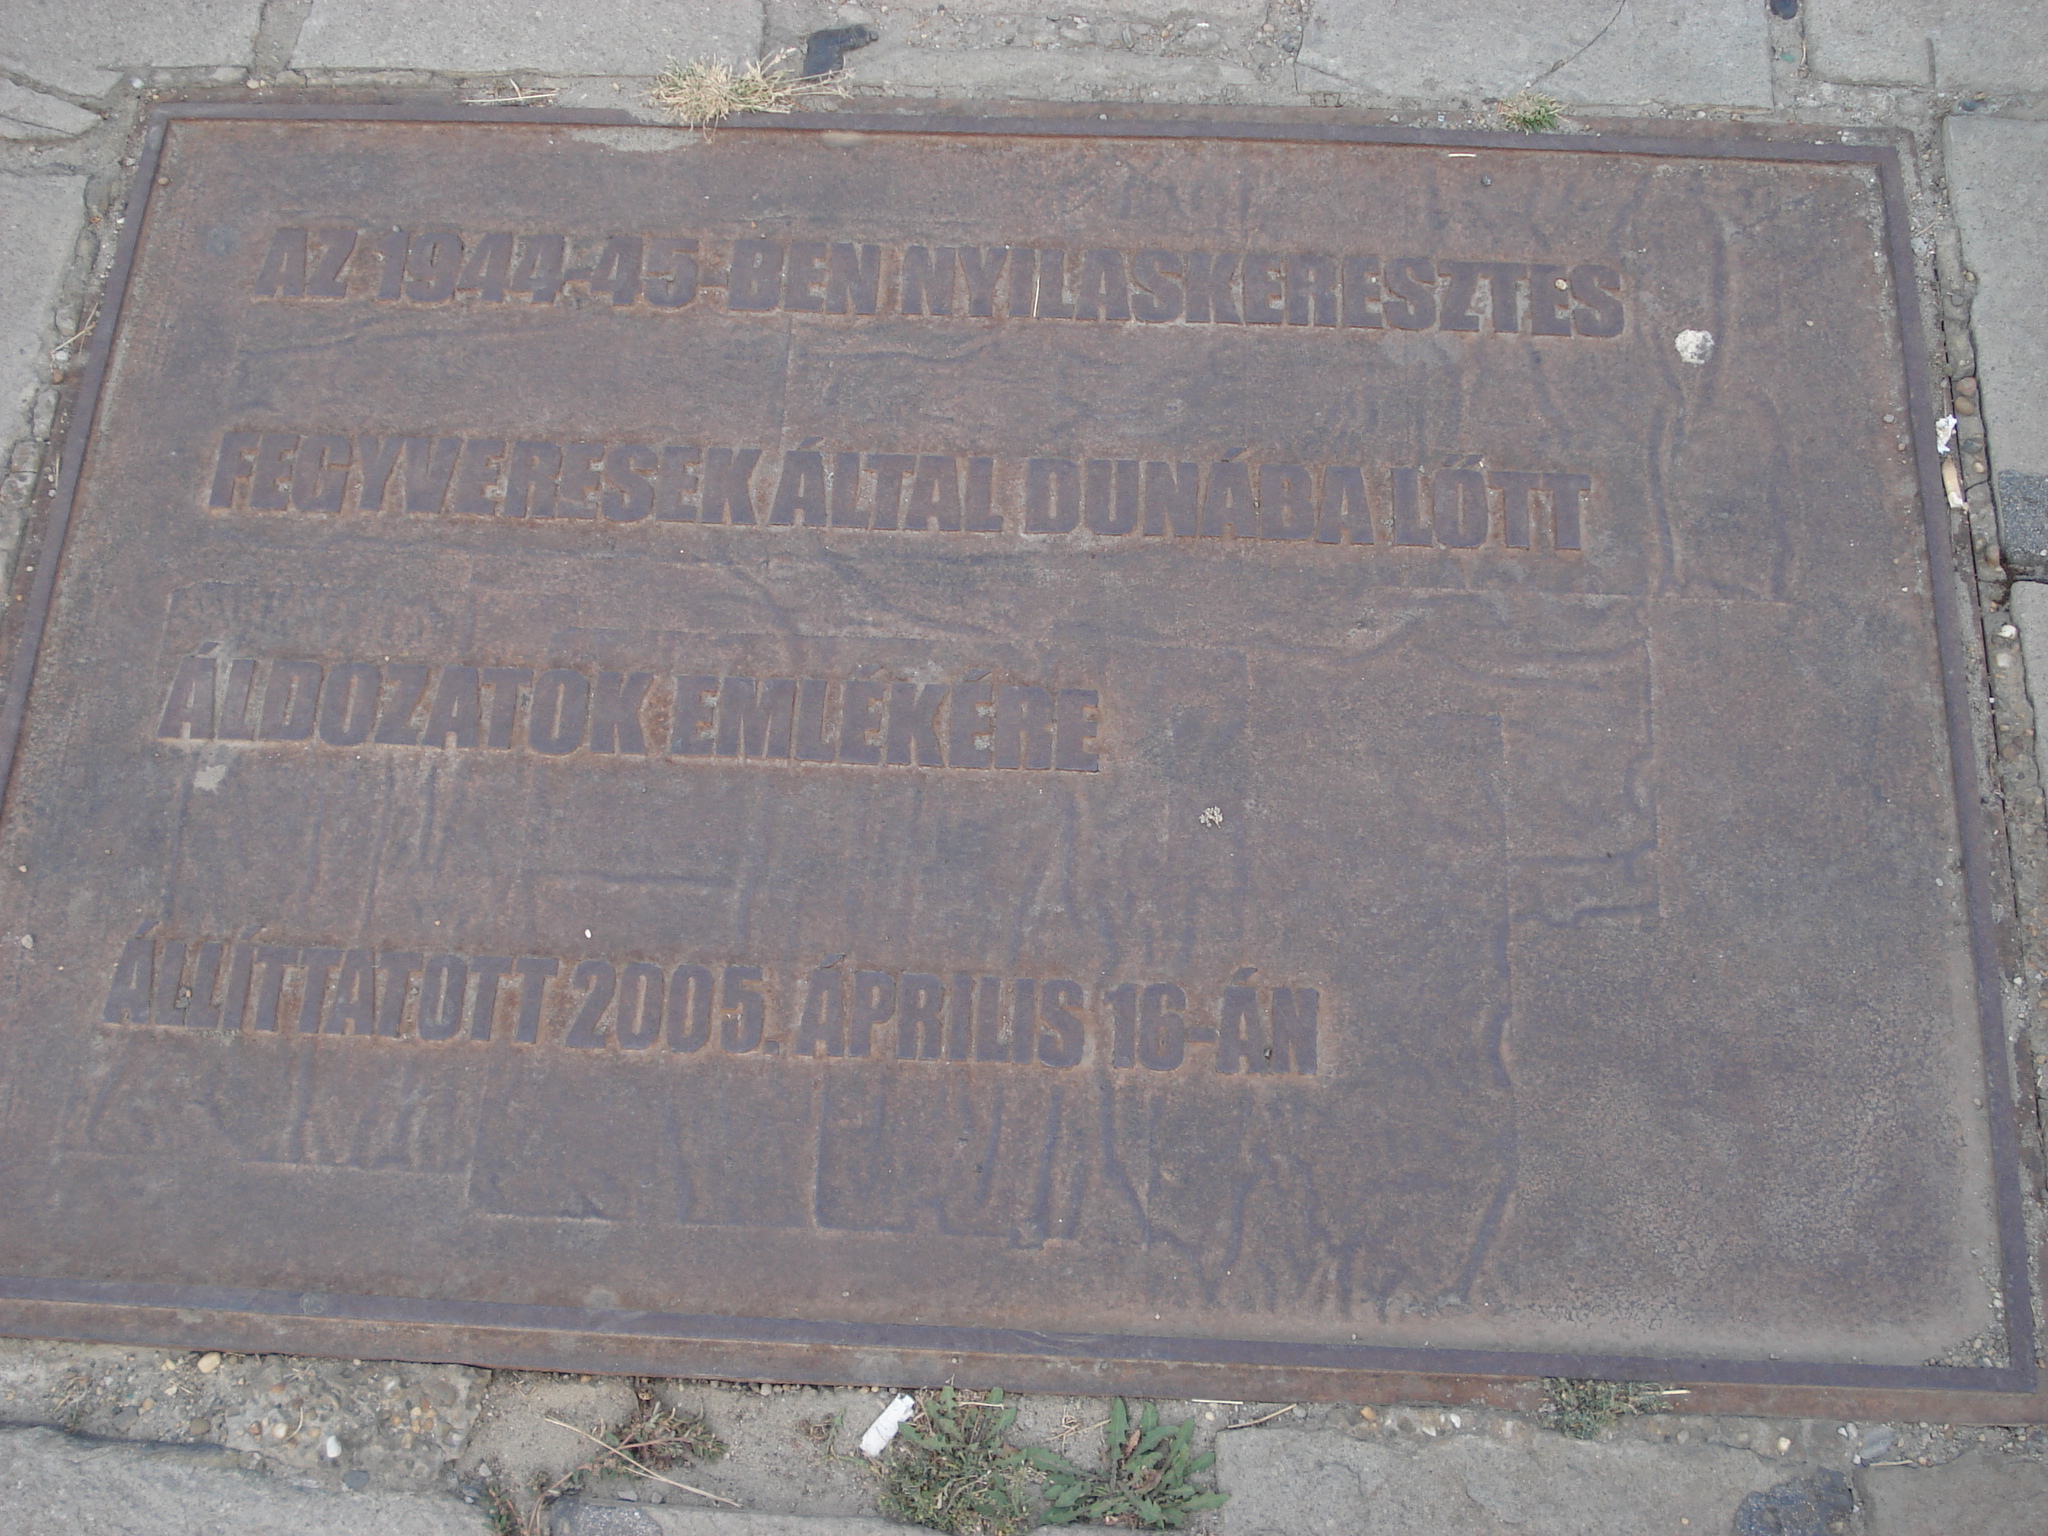 AZ 1944-45-BEN NYILASKERESZTES
FEGYVERESEK ÁLTAL DUNÁBA LŐTT
ÁLDOZATOK EMLÉKÉRE
ÁLLÍTTATOTT 2005. ÁPRILIS 16-ÁN